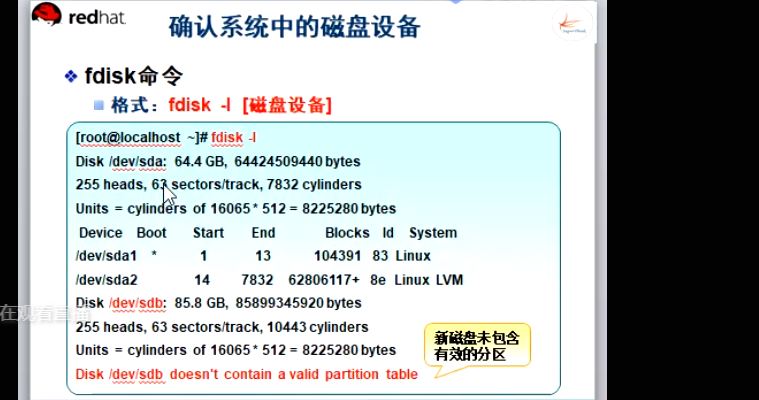 redhat
确认系统中的磁盘设备
fdisk命令
格式：fdisk -l [磁盘设备]
[root@localhost ~]# fdisk -l
Disk /dev/sda: 64.4 GB, 64424509440 bytes
255 heads, 63 sectors/track, 7832 cylinders
Units = cylinders of 16065 * 512 = 8225280 bytes
Device Boot Start End Blocks Id System
/dev/sda1 * 1 13 104391 83 Linux
/dev/sda2 14 7832 62806117+ 8e Linux LVM
在观看直播
Disk /dev/sdb: 85.8 GB, 85899345920 bytes
255 heads, 63 sectors/track, 10443 cylinders
Units = cylinders of 16065 * 512 = 8225280 bytes
新磁盘未包含
有效的分区
Disk /dev/sdb doesn't contain a valid partition table